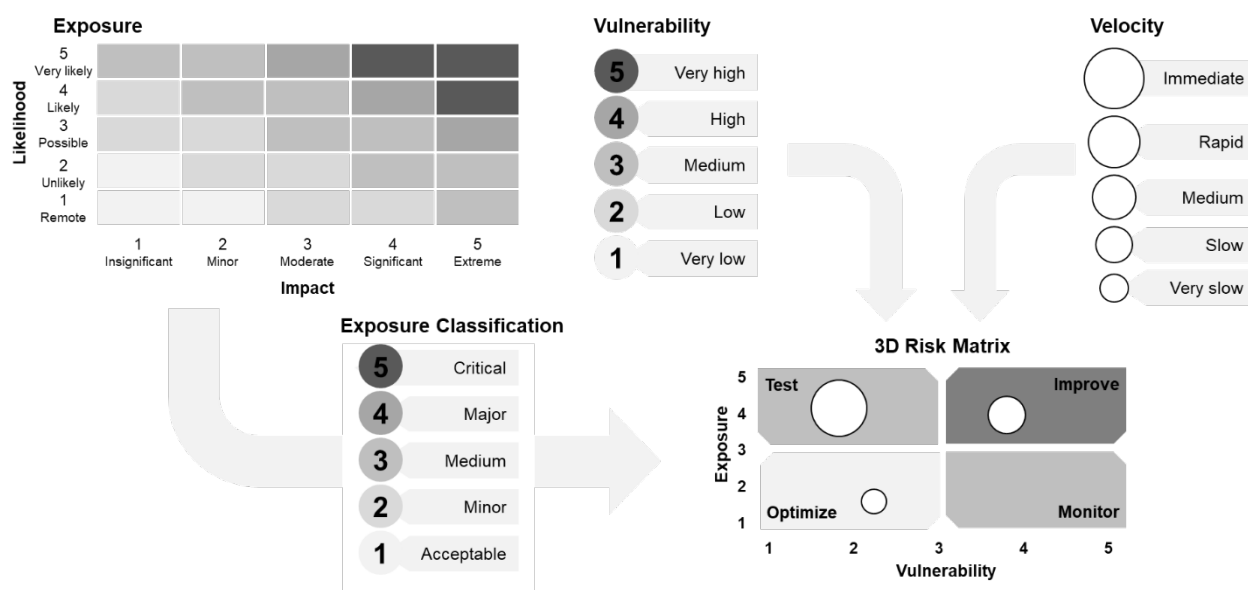 Exposure
Likelihood
5
Very likely
4
Likely
3
Possible
2
Unlikely
1
Remote
1
Insignificant
2
Minor
3
Moderate
4
Significant
5
Extreme
Impact
Vulnerability
5 Very high
4 High
3 Medium
2 Low
1 Very low
Velocity
Immediate
Rapid
Medium
Slow
Very slow
Exposure Classification
5 Critical
4 Major
3 Medium
2 Minor
1 Acceptable
3D Risk Matrix
Exposure
5
4
3
2
1
Test
Improve
Optimize
Monitor
1 2 3 4 5
Vulnerability